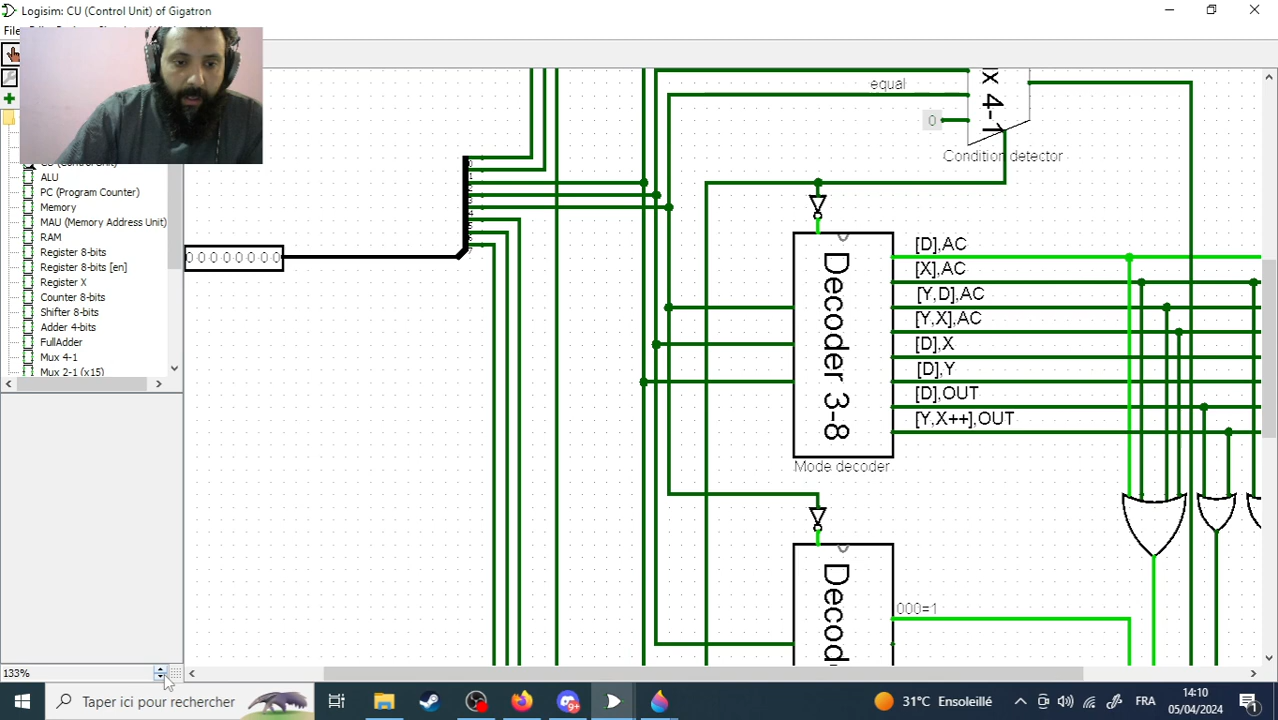 Logisim: CU (Control Unit) of Gigatron
File
ALU
PC (Program Counter)
Memory
MAU (Memory Address Unit)
RAM
Register 8-bits
Register 8-bits [en]
Register X
Counter 8-bits
Shifter 8-bits
Adder 4-bits
FullAdder
Mux 4-1
Mux 2-1 (x15)
133%
0 0 0 0 0 0 0 0
equal
0
X 4-1
Condition detector
Decoder 3-8
[D],AC
[X],AC
[Y,D],AC
[Y,X],AC
[D],X
[D],Y
[D],OUT
[Y,X++],OUT
Mode decoder
000=1
Taper ici pour rechercher
31°C Ensoleillé
FRA
14:10
05/04/2024
1